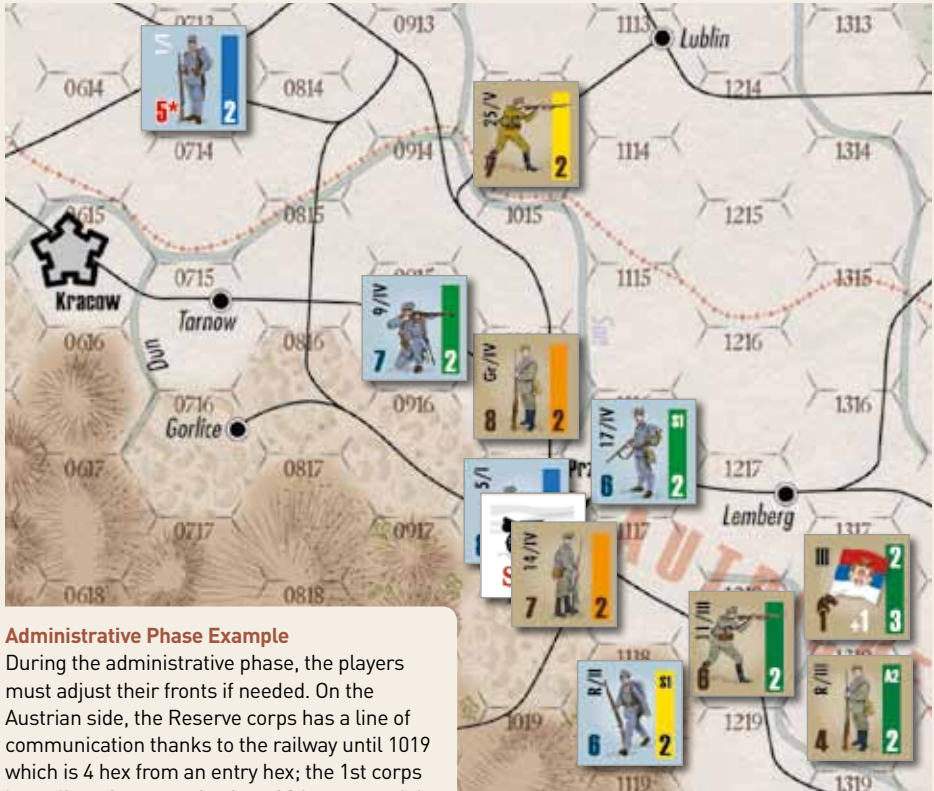 0713
0913
1113
1313
Lublin
1/I
5*
2
0614
0814
1214
25/V
2
0714
0914
1114
1314
0615
0815
1015
1215
Kracow
0715
Tarnow
1115
1315
9/IV
7
2
0616
0816
Dun
San
1216
Gr/IV
8
2
0716
0916
1316
Gorlice
17/IV
S1
6
2
0617
0817
5/I
1217
Lemberg
0717
0917
1317
14/IV
7
2
III
2
+1
3
0618
0818
11/III
6
2
Administrative Phase Example
During the administrative phase, the players
must adjust their fronts if needed. On the
Austrian side, the Reserve corps has a line of
communication thanks to the railway until 1019
which is 4 hex from an entry hex; the 1st corps
1118
R/II
S1
6
2
1019
1219
R/III
A2
4
2
1119
1319